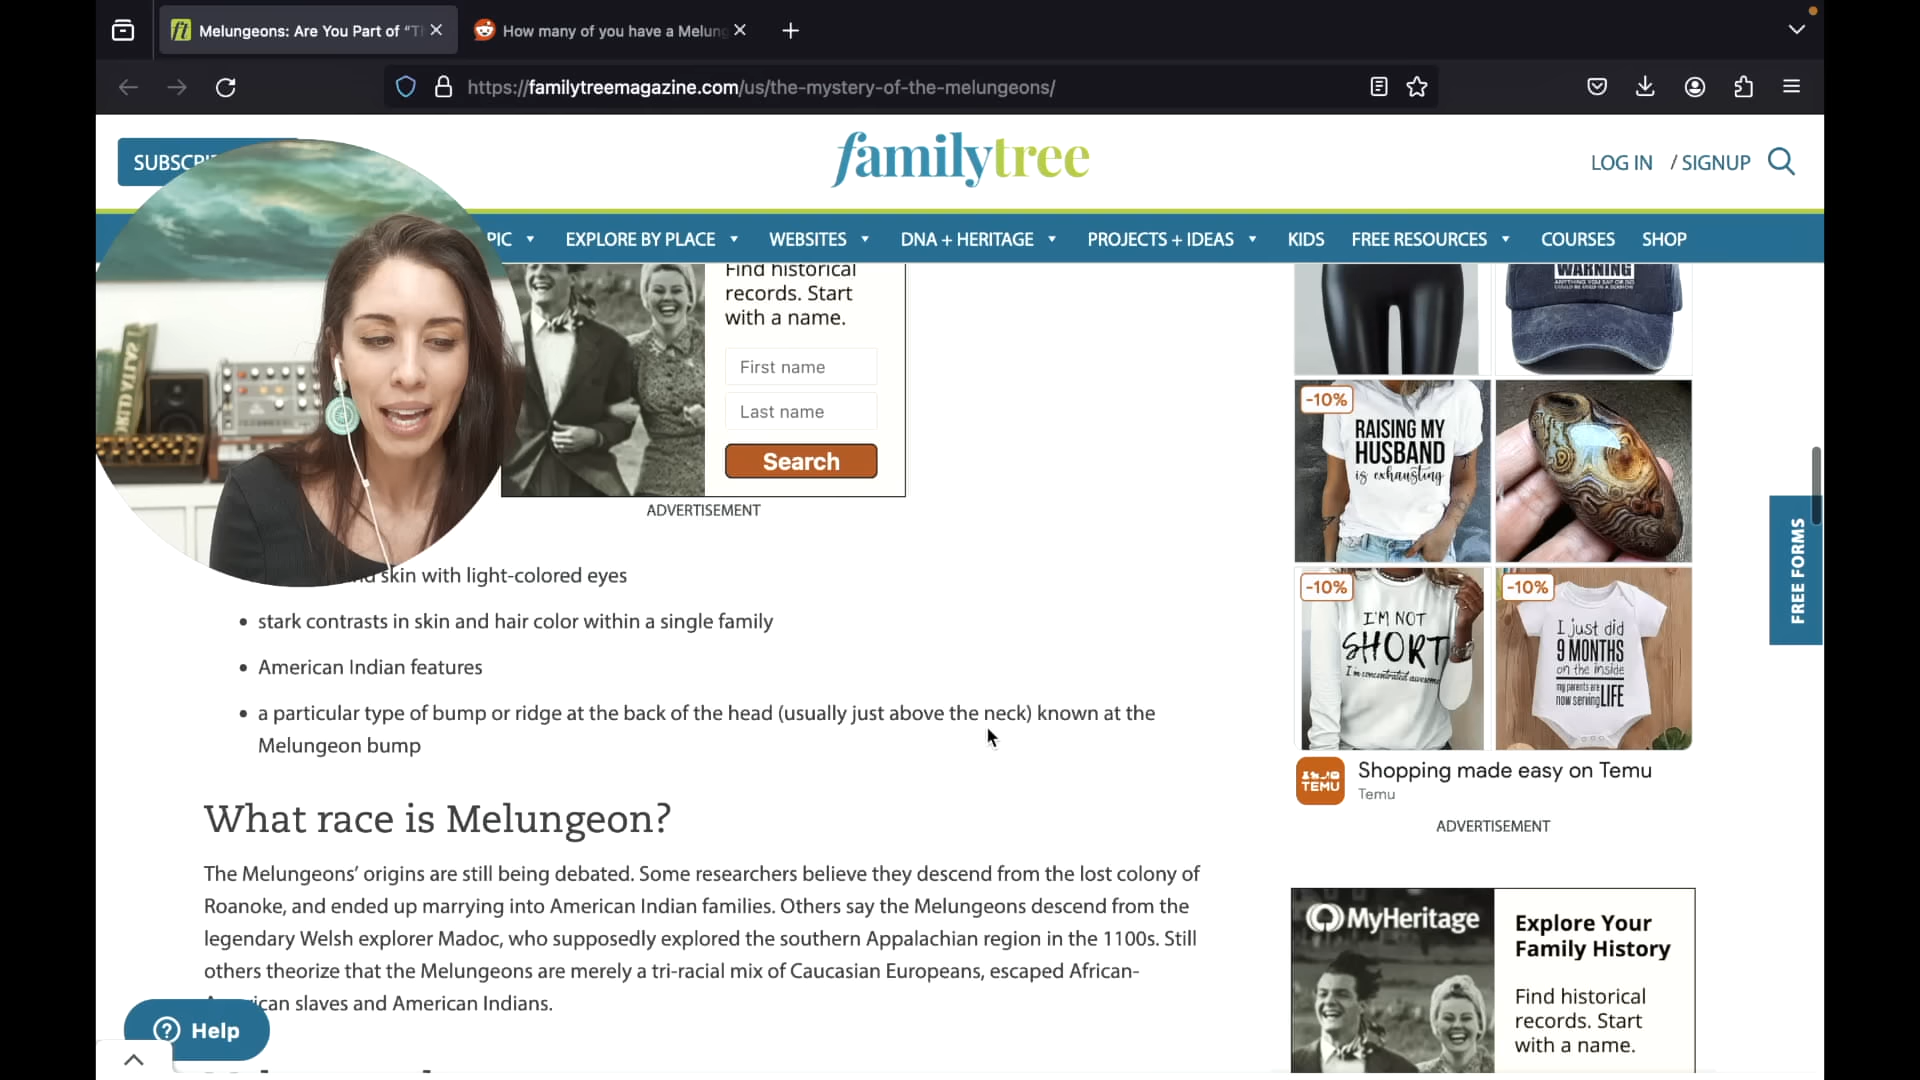 Melungeons: Are You Part of “T
How many of you have a Melung
https://familytreemagazine.com/us/the-mystery-of-the-melungeons/
familytree
LOG IN / SIGNUP
EXPLORE BY PLACE WEBSITES DNA + HERITAGE PROJECTS + IDEAS KIDS FREE RESOURCES COURSES SHOP
Find historical
records. Start
with a name.
First name
Last name
Search
ADVERTISEMENT
skin with light-colored eyes
• stark contrasts in skin and hair color within a single family
• American Indian features
• a particular type of bump or ridge at the back of the head (usually just above the neck) known at the
Melungeon bump
What race is Melungeon?
The Melungeons’ origins are still being debated. Some researchers believe they descend from the lost colony of
Roanoke, and ended up marrying into American Indian families. Others say the Melungeons descend from the
legendary Welsh explorer Madoc, who supposedly explored the southern Appalachian region in the 1100s. Still
others theorize that the Melungeons are merely a tri-racial mix of Caucasian Europeans, escaped African-
slaves and American Indians.
Help
WARNING
ANYTHING YOU SAY OR DO
-10%
RAISING MY
HUSBAND
is exhausting
-10%
I'M NOT
SHORT
I'm concentrated awesome
-10%
I just did
9 MONTHS
on the inside
my parents are
now serving LIFE
TEMU
Shopping made easy on Temu
Temu
ADVERTISEMENT
MyHeritage
Explore Your
Family History
Find historical
records. Start
with a name.
FREE FORMS